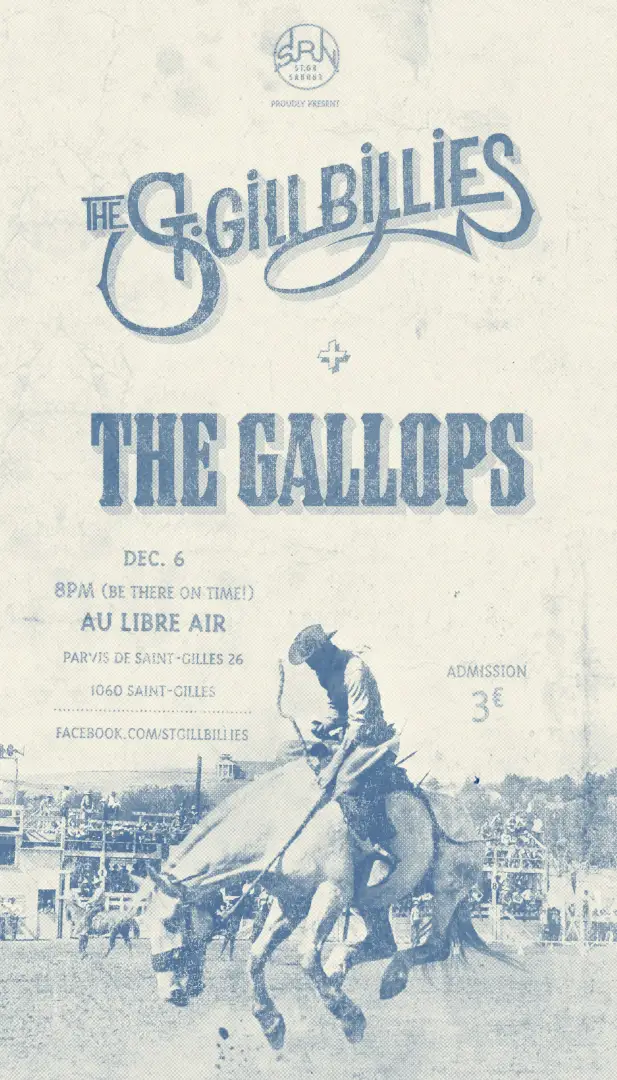 SRN
PROUDLY PRESENT
THE ST.GILLBILLIES
+
THE GALLOPS
DEC. 6
8PM (BE THERE ON TIME!)
AU LIBRE AIR
PARVIS DE SAINT-GILLES 26
1060 SAINT-GILLES
FACEBOOK.COM/STGILLBILLIES
ADMISSION
3€